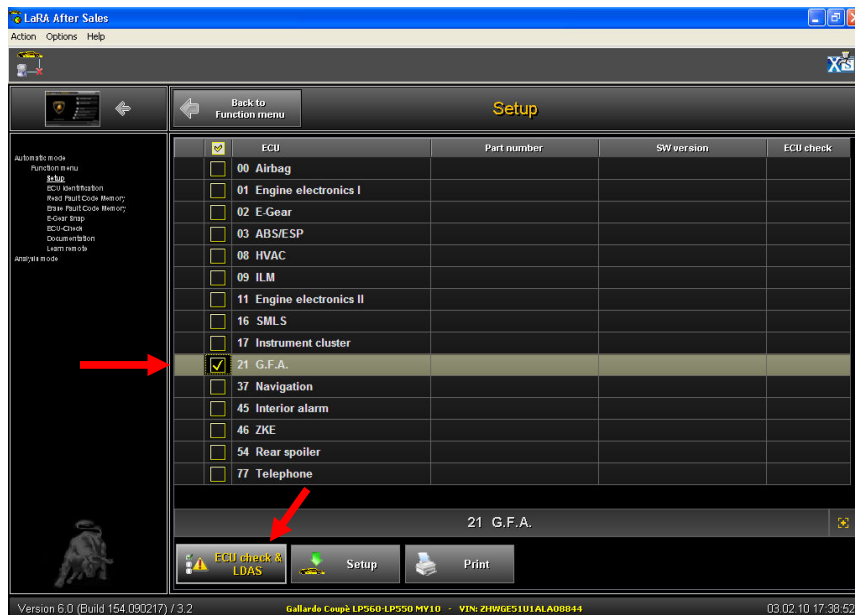 LaRA After Sales
Action Options Help
Back to
Function menu
Setup
Automatic mode
Function menu
Setup
ECU Identification
Read Fault Code Memory
Erase Fault Code Memory
E-Gear Snap
ECU-Check
Documentation
Learn remote
Analysis mode
ECU Part number SW version ECU check
00 Airbag
01 Engine electronics I
02 E-Gear
03 ABS/ESP
08 HVAC
09 ILM
11 Engine electronics II
16 SMLS
17 Instrument cluster
21 G.F.A.
37 Navigation
45 Interior alarm
46 ZKE
54 Rear spoiler
77 Telephone
21 G.F.A.
ECU check &
LDAS
Setup
Print
Version 6.0 (Build 154.090217) / 3.2 Gallardo Coupè LP560-LP550 MY10 - VIN: ZHWGE51U1ALA08844 03.02.10 17:38:52